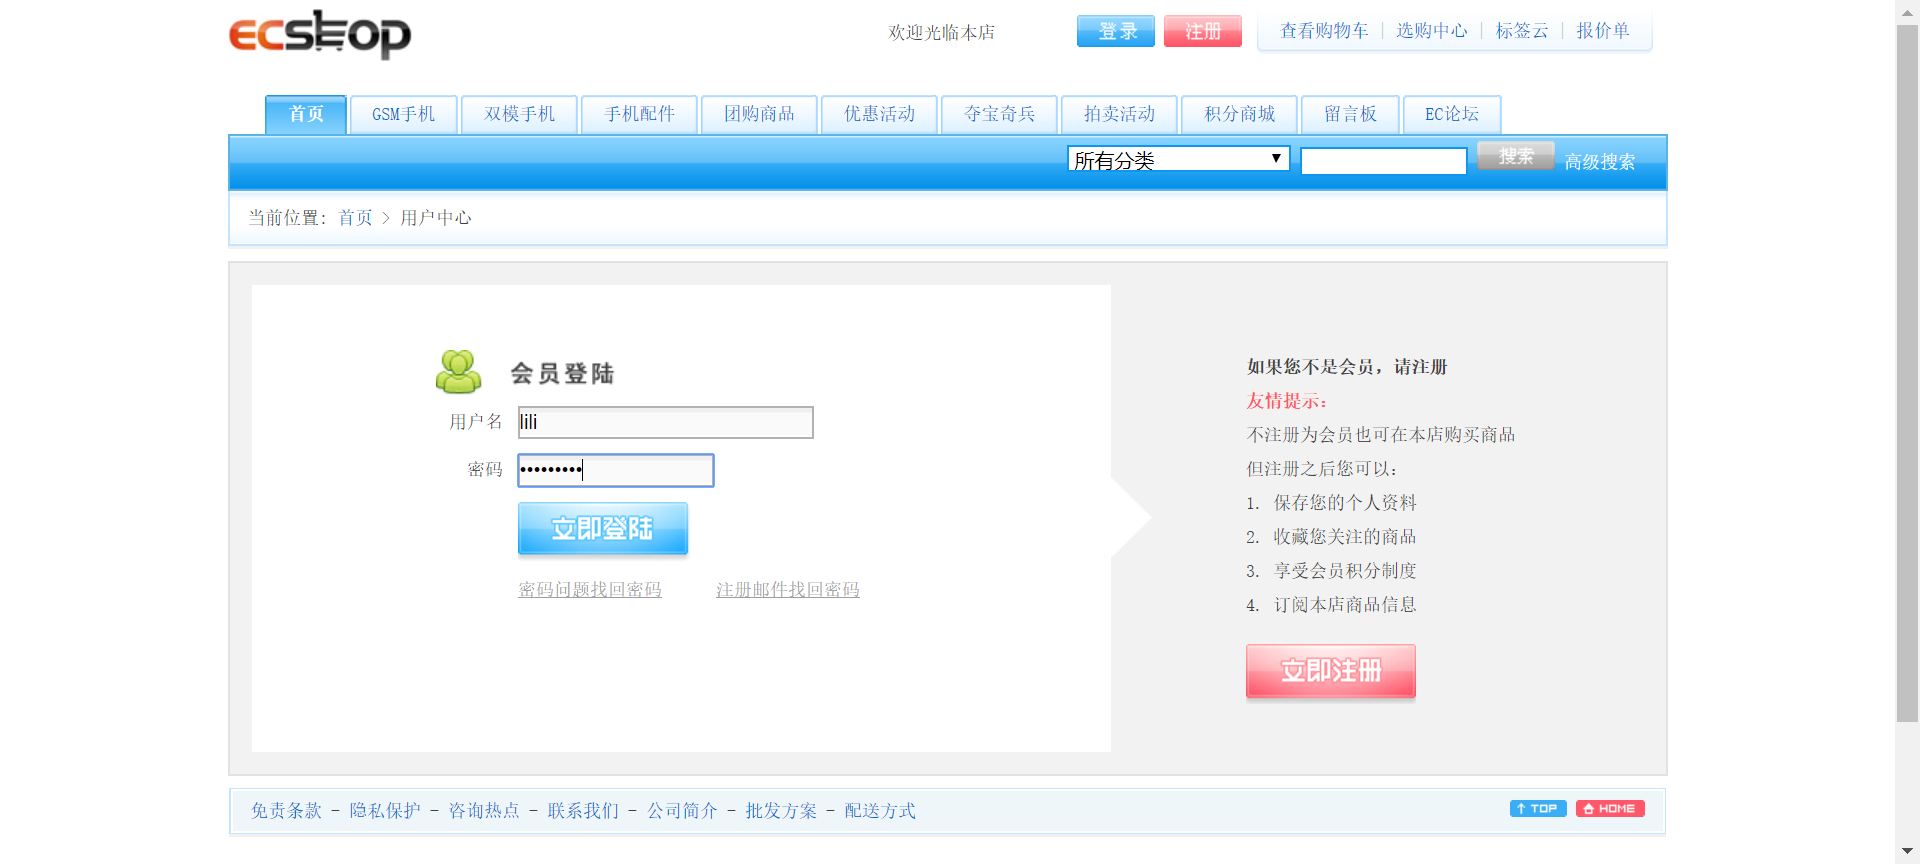 ECSHOP
欢迎光临本店 登录 注册 查看购物车 | 选购中心 | 标签云 | 报价单
首页 GSM手机 双模手机 手机配件 团购商品 优惠活动 夺宝奇兵 拍卖活动 积分商城 留言板 EC论坛
所有分类 搜索 高级搜索
当前位置: 首页 > 用户中心
会员登陆
用户名 lili
密码 •••••••••
立即登陆
密码问题找回密码 注册邮件找回密码
如果您不是会员，请注册
友情提示：
不注册为会员也可在本店购买商品
但注册之后您可以：
1. 保存您的个人资料
2. 收藏您关注的商品
3. 享受会员积分制度
4. 订阅本店商品信息
立即注册
免责条款 - 隐私保护 - 咨询热点 - 联系我们 - 公司简介 - 批发方案 - 配送方式 TOP HOME